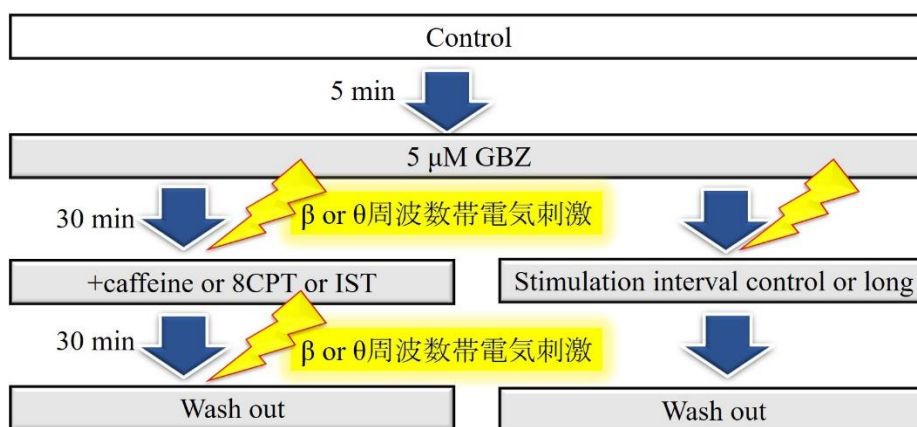 Control
5 min
5 μM GBZ
30 min
β or θ周波数帯電気刺激
+caffeine or 8CPT or IST
Stimulation interval control or long
30 min
β or θ周波数帯電気刺激
Wash out
Wash out